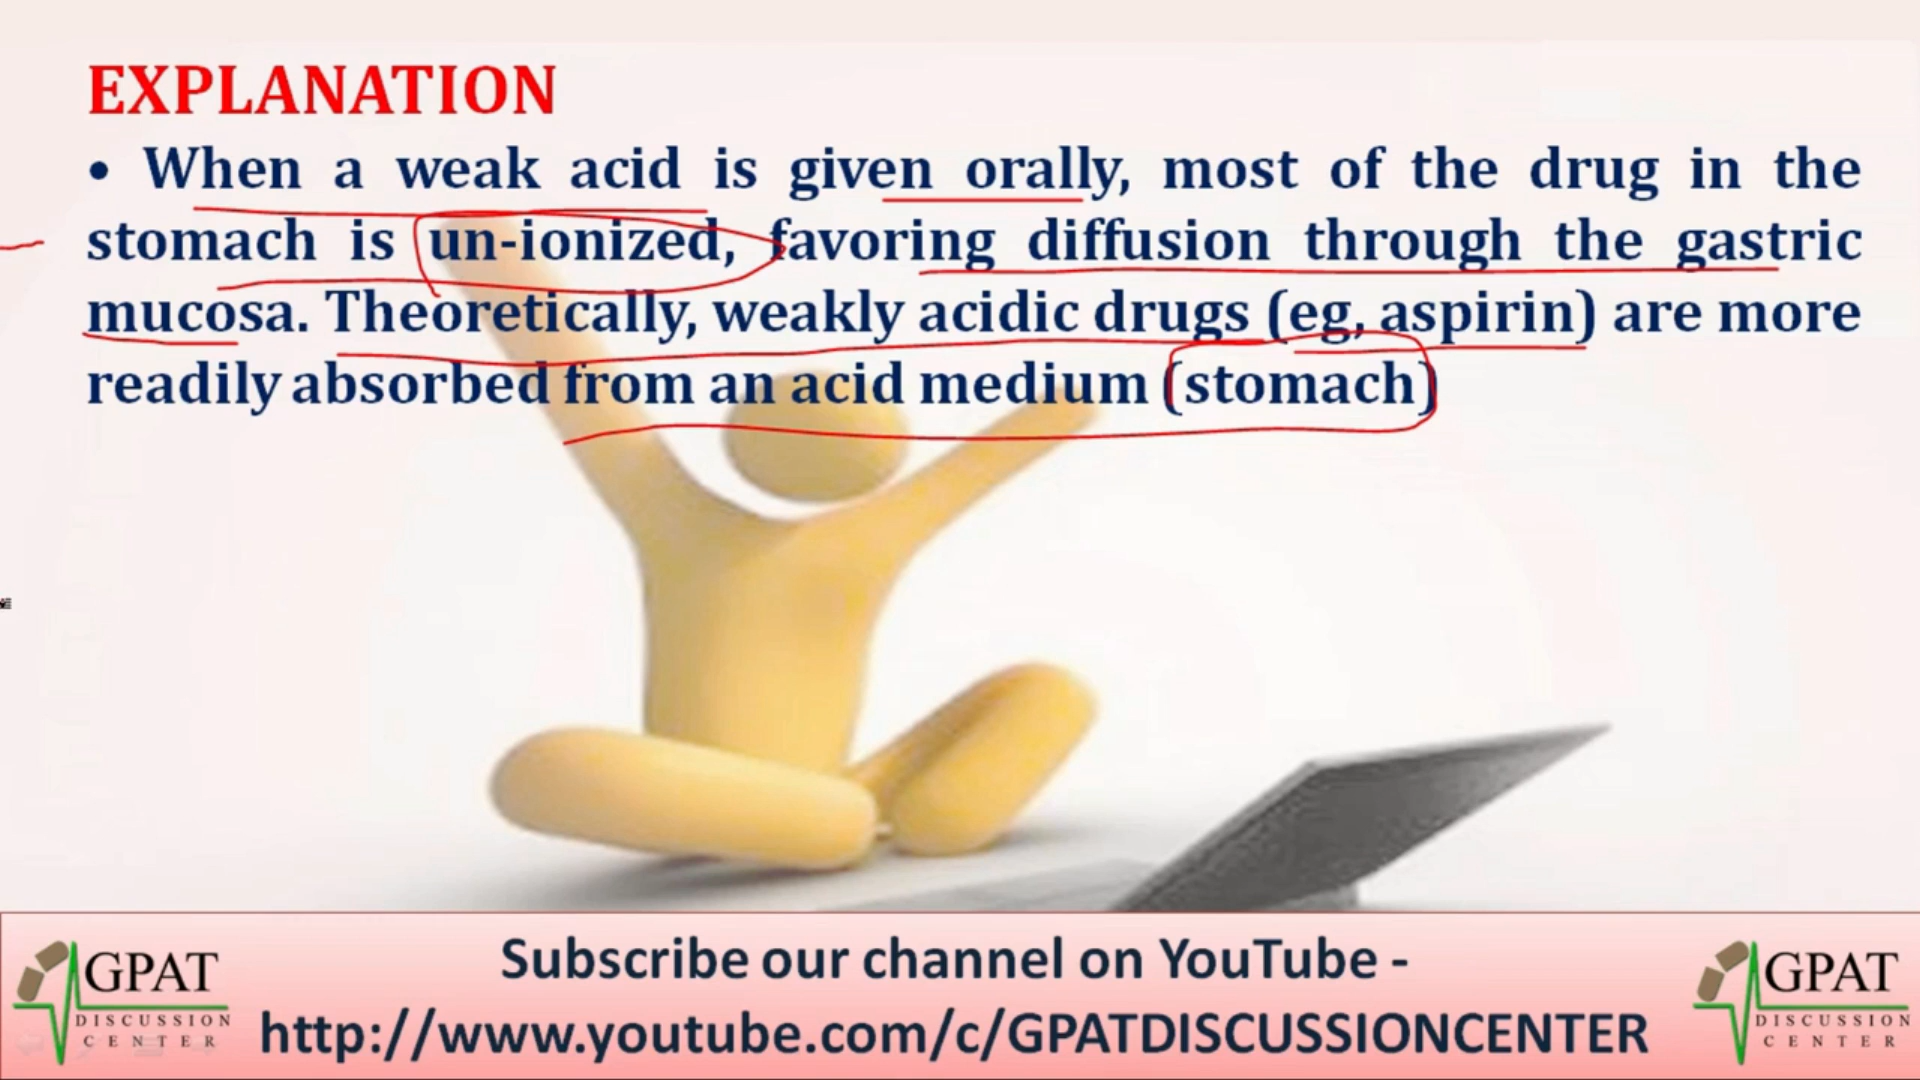 EXPLANATION
• When a weak acid is given orally, most of the drug in the
stomach is un-ionized, favoring diffusion through the gastric
mucosa. Theoretically, weakly acidic drugs (eg, aspirin) are more
readily absorbed from an acid medium (stomach)
GPAT
DISCUSSION
CENTER
Subscribe our channel on YouTube -
http://www.youtube.com/c/GPATDISCUSSIONCENTER
GPAT
DISCUSSION
CENTER